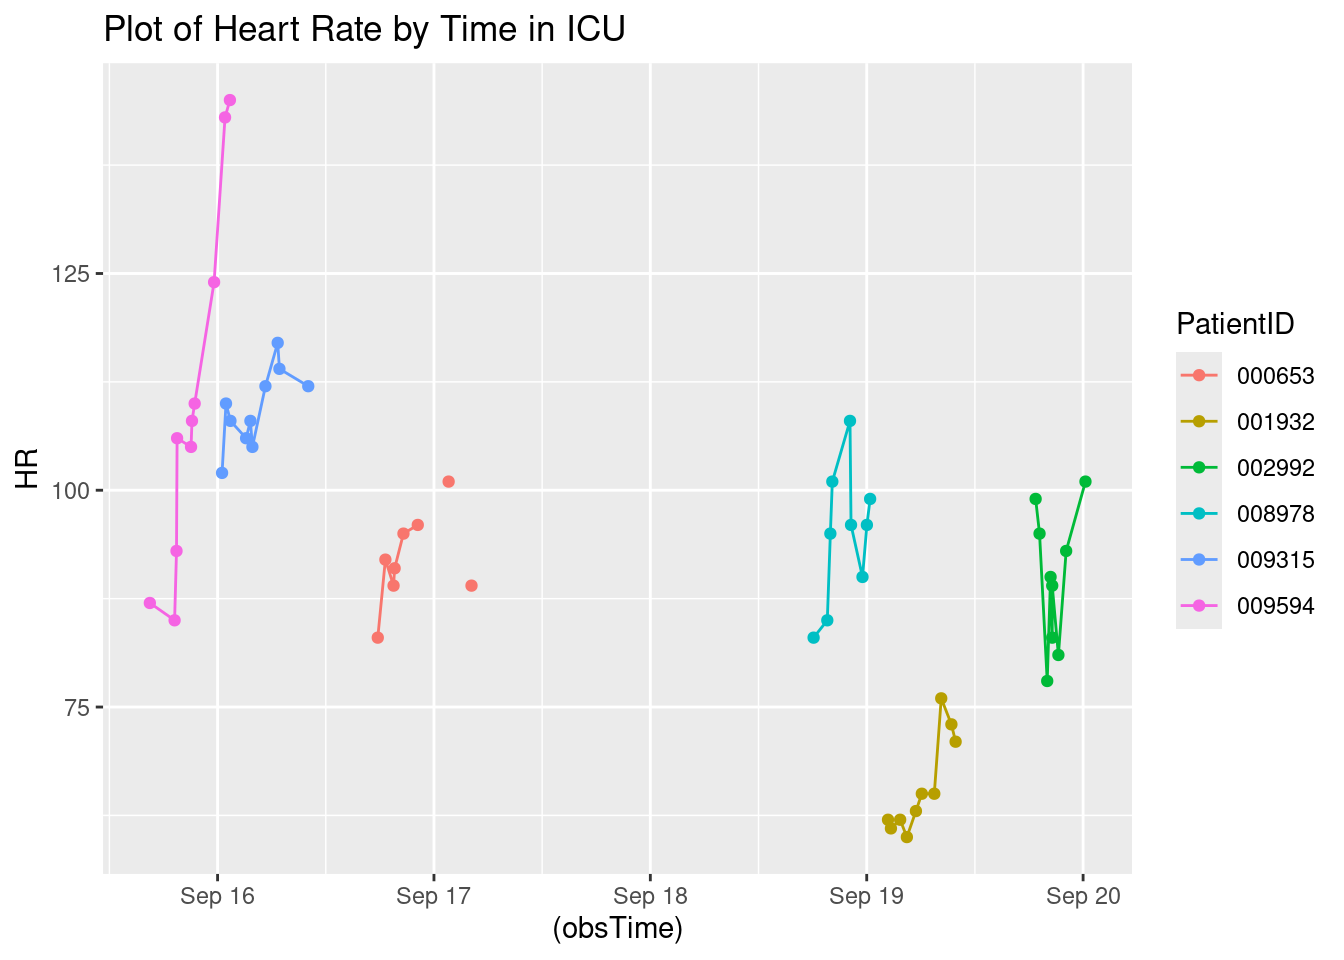 Plot of Heart Rate by Time in ICU
125
100
75
HR
Sep 16
Sep 17
Sep 18
Sep 19
Sep 20
(obsTime)
PatientID
000653
001932
002992
008978
009315
009594